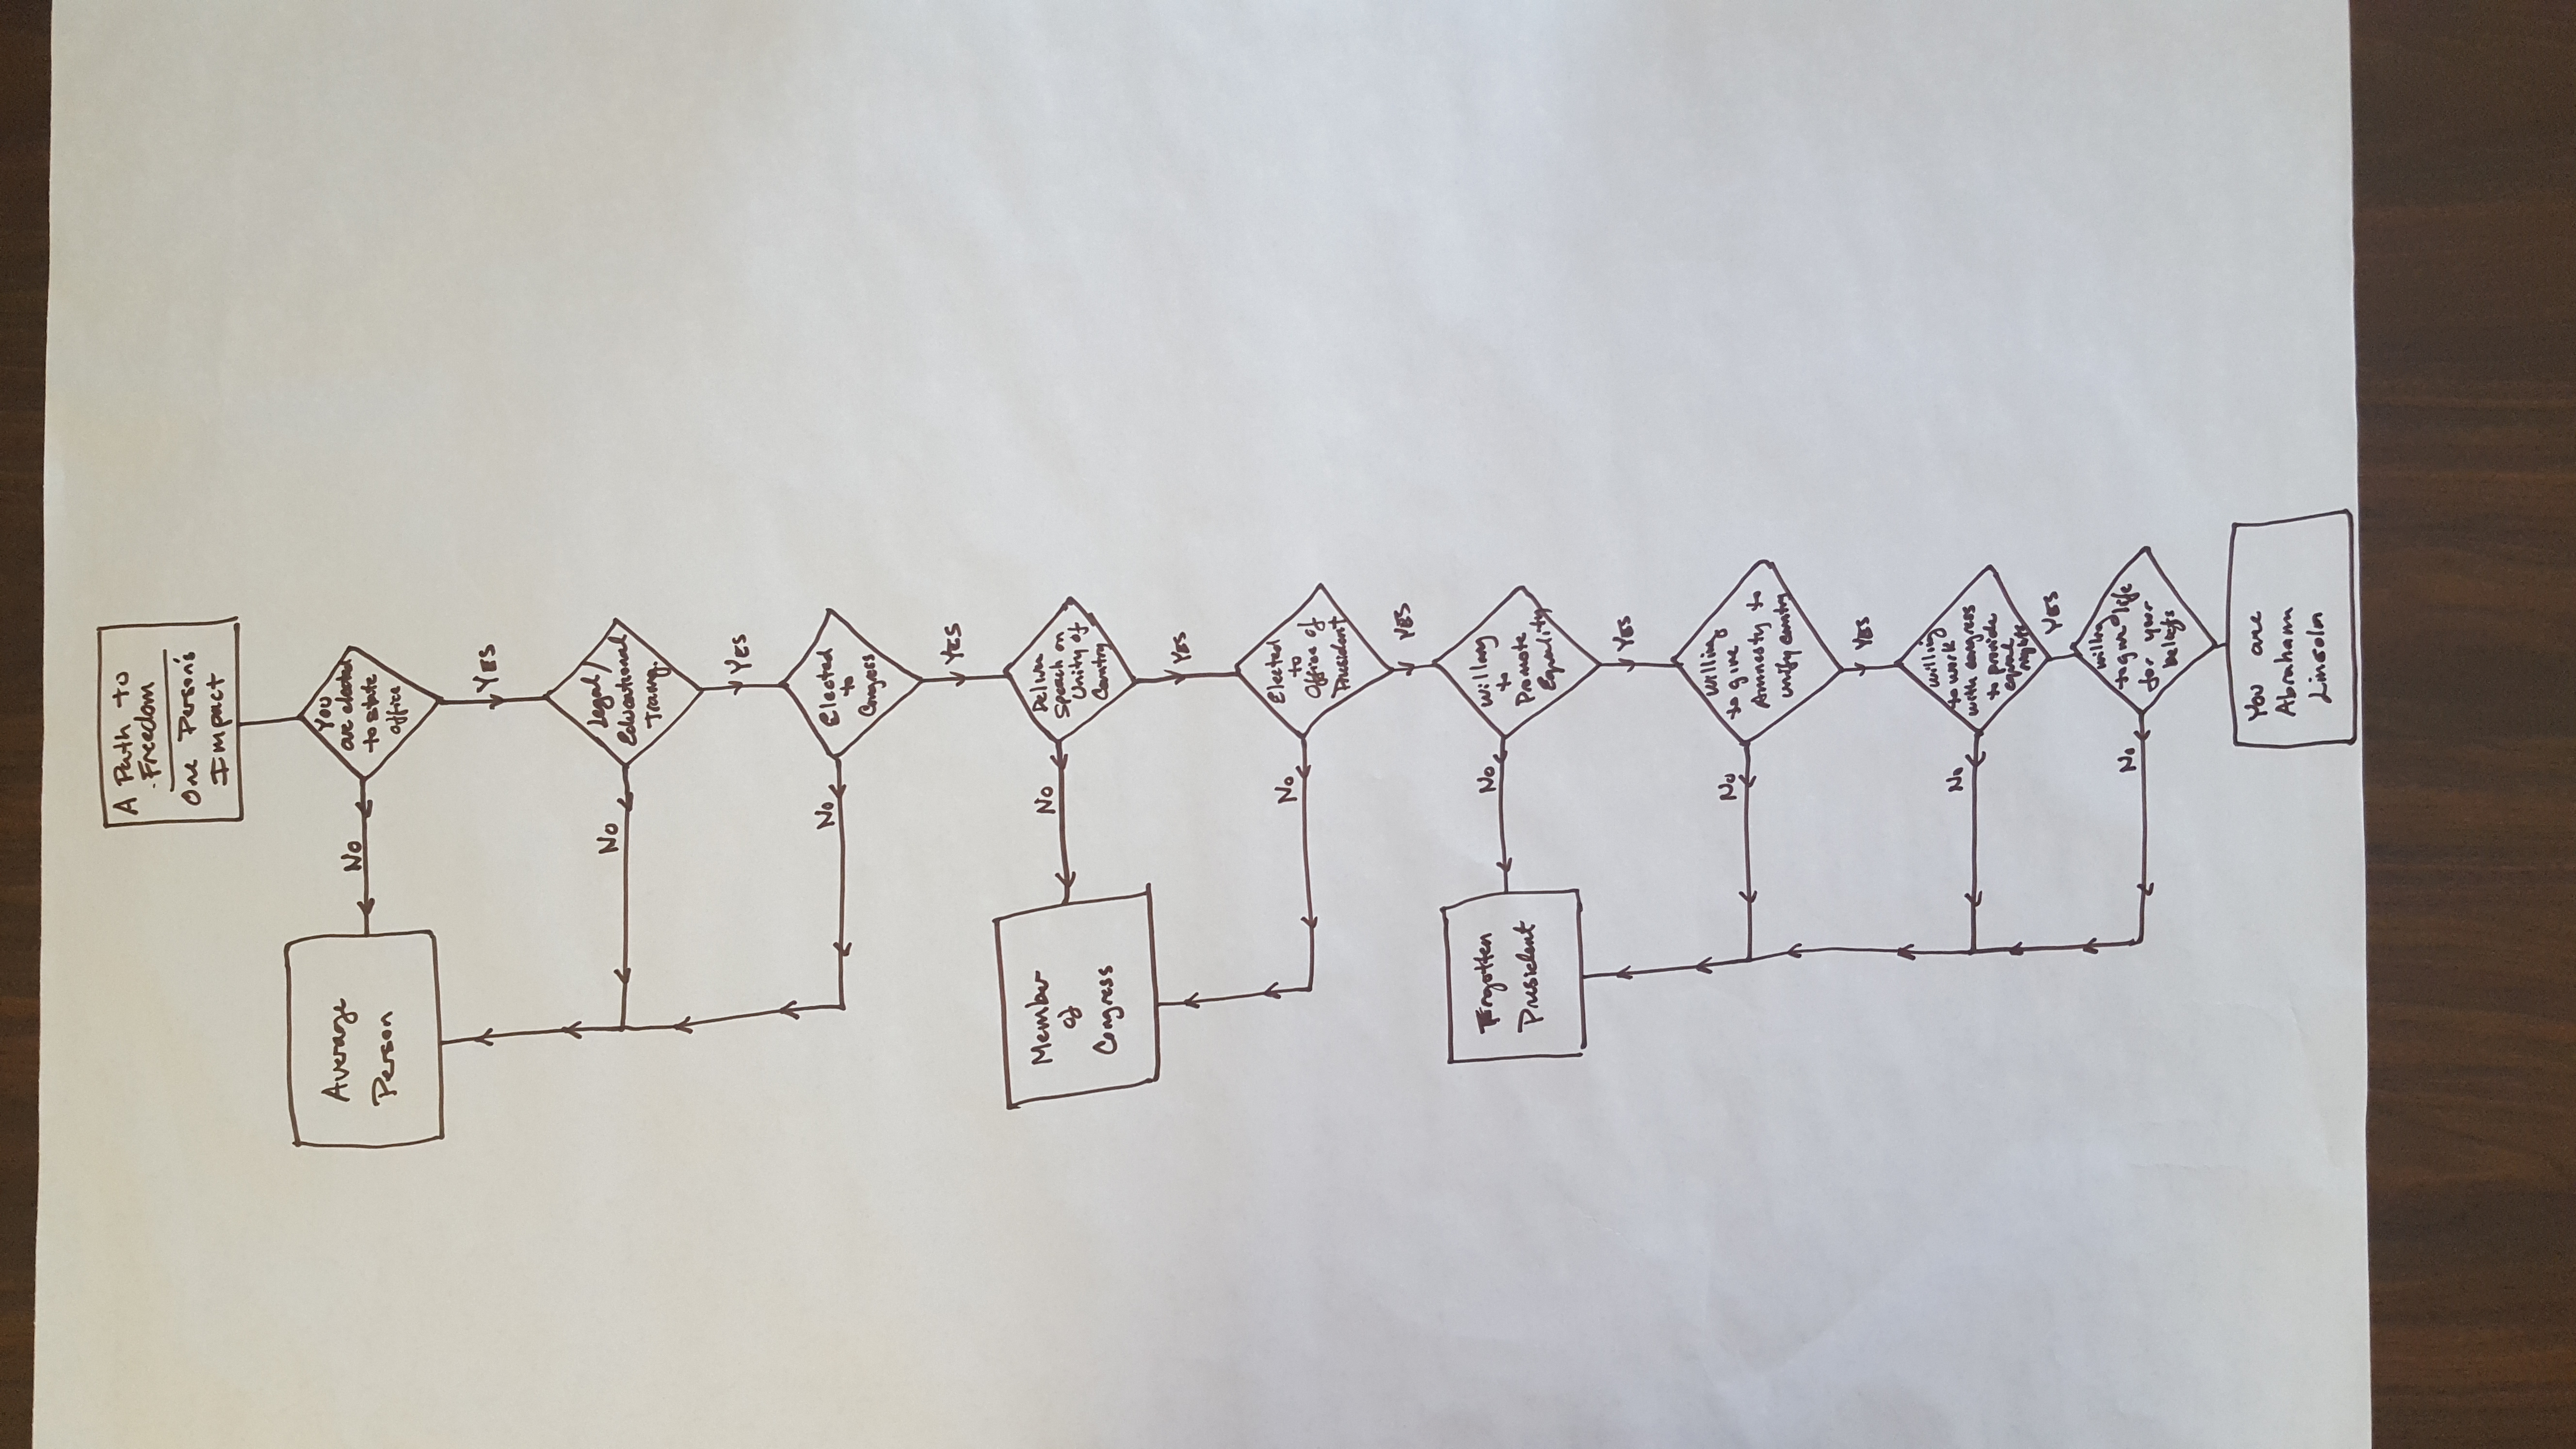 A Path to
Freedom
One Person's
Impact
You
are elected
to state
office
No
Average
Person
YES
Legal/
Educational
No
YES
Elected
to
Congress
No
YES
Speech on
Unity of
Country
No
Member
of
Congress
YES
Elected
to
Office of
President
No
YES
Willing
to
Promote
Equality
No
Forgotten
President
YES
Willing
to give
Amnesty to
unify country
No
YES
willing
to work
with congress
to provide
equal
rights
No
YES
willing
to give life
for your
beliefs
No
You are
Abraham
Lincoln